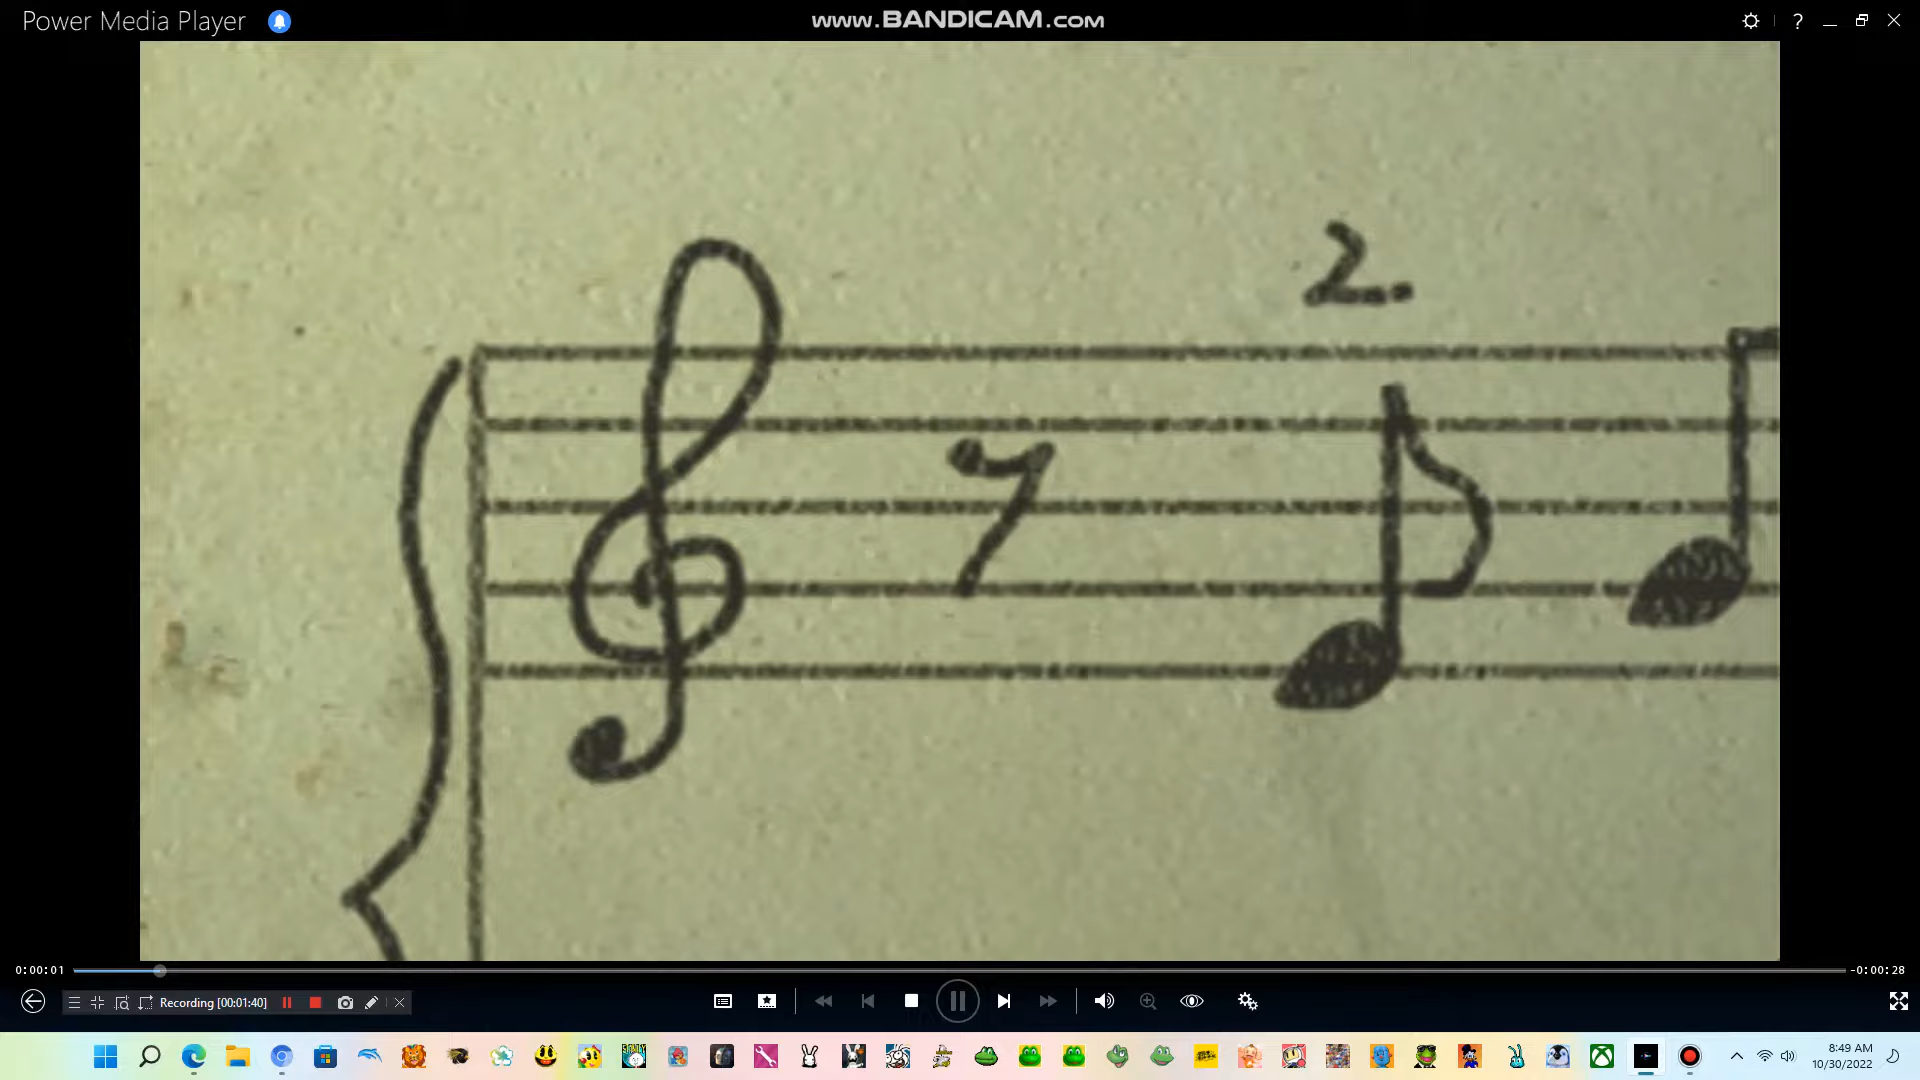 Power Media Player
www.BANDICAM.com
?
2.
0:00:01
-0:00:28
Recording [00:01:40]
8:49 AM
10/30/2022